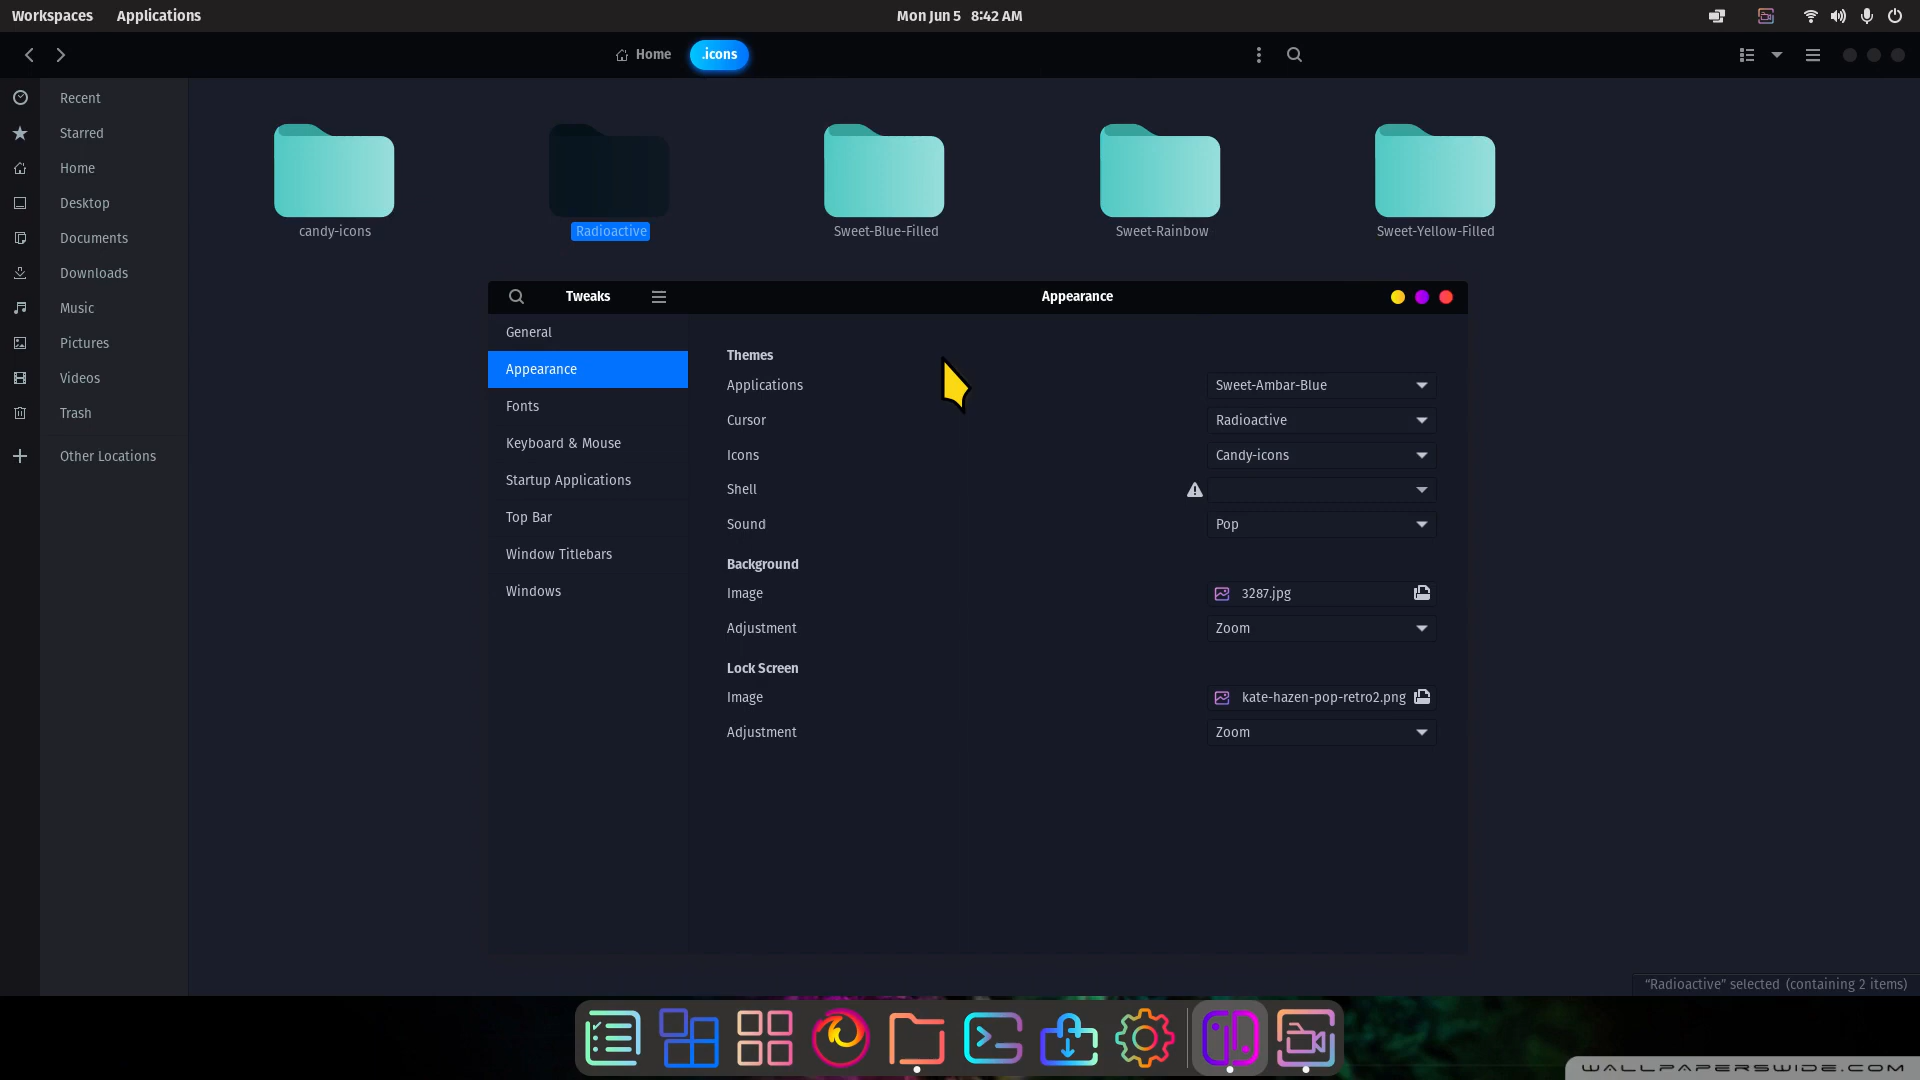 Workspaces Applications Mon Jun 5 8:42 AM
Home .icons
Recent
Starred
Home
Desktop
Documents
Downloads
Music
Pictures
Videos
Trash
Other Locations
candy-icons Radioactive Sweet-Blue-Filled Sweet-Rainbow Sweet-Yellow-Filled
Tweaks Appearance
General
Appearance
Fonts
Keyboard & Mouse
Startup Applications
Top Bar
Window Titlebars
Windows
Themes
Applications Sweet-Ambar-Blue
Cursor Radioactive
Icons Candy-icons
Shell
Sound Pop
Background
Image 3287.jpg
Adjustment Zoom
Lock Screen
Image kate-hazen-pop-retro2.png
Adjustment Zoom
“Radioactive” selected (containing 2 items)
WALLPAPERSWIDE.COM